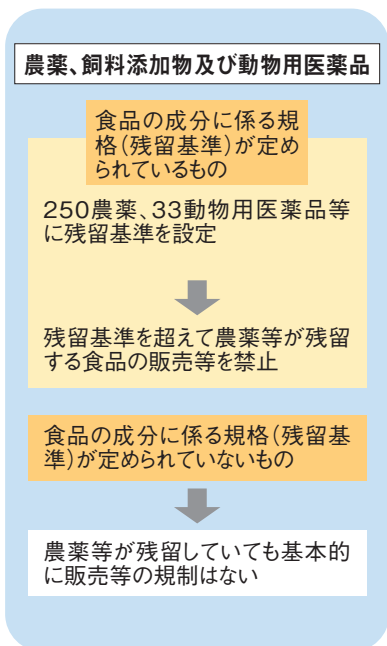 農薬、飼料添加物及び動物用医薬品
食品の成分に係る規
格(残留基準)が定め
られているもの
250農薬、33動物用医薬品等
に残留基準を設定
残留基準を超えて農薬等が残留
する食品の販売等を禁止
食品の成分に係る規格(残留基
準)が定められていないもの
農薬等が残留していても基本的
に販売等の規制はない